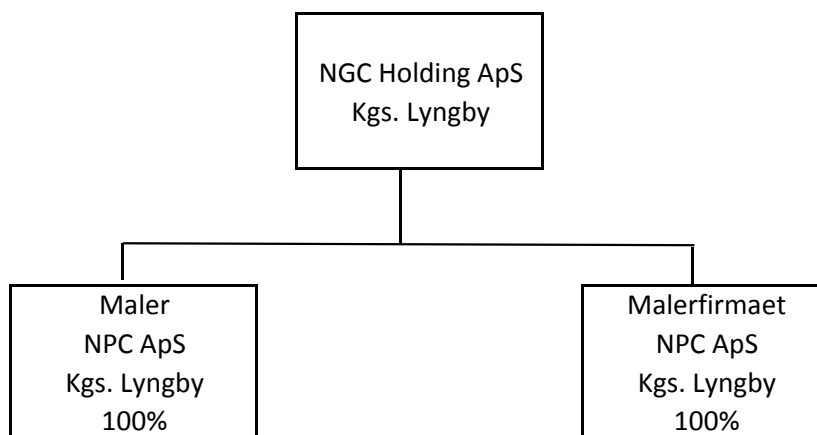 NGC Holding ApS
Kgs. Lyngby
Maler
NPC ApS
Kgs. Lyngby
100%
Malerfirmaet
NPC ApS
Kgs. Lyngby
100%